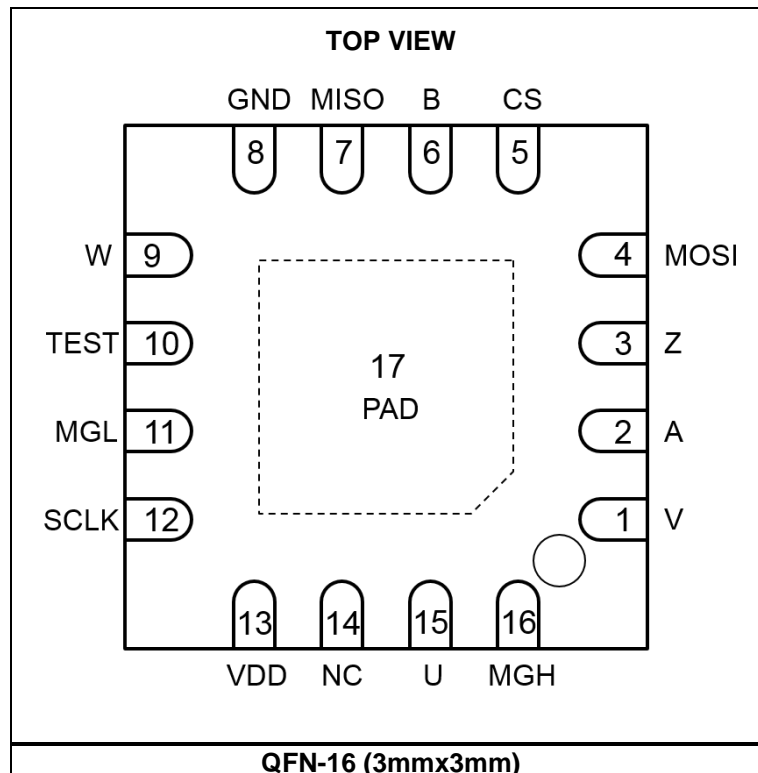 TOP VIEW
GND MISO B CS
8 7 6 5
W 9 4 MOSI
TEST 10 3 Z
17
PAD
MGL 11 2 A
SCLK 12 1 V
13 14 15 16
VDD NC U MGH
QFN-16 (3mmx3mm)